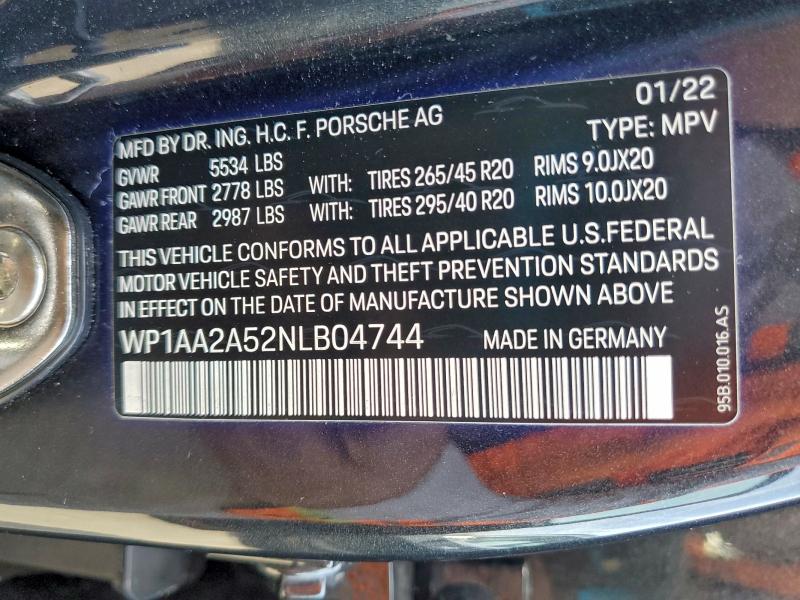 01/22
MFD BY DR. ING. H.C. F. PORSCHE AG TYPE: MPV
GVWR 5534 LBS
GAWR FRONT 2778 LBS WITH: TIRES 265/45 R20 RIMS 9.0JX20
GAWR REAR 2987 LBS WITH: TIRES 295/40 R20 RIMS 10.0JX20
THIS VEHICLE CONFORMS TO ALL APPLICABLE U.S.FEDERAL
MOTOR VEHICLE SAFETY AND THEFT PREVENTION STANDARDS
IN EFFECT ON THE DATE OF MANUFACTURE SHOWN ABOVE
WP1AA2A52NLB04744 MADE IN GERMANY
95B.010.016.AS